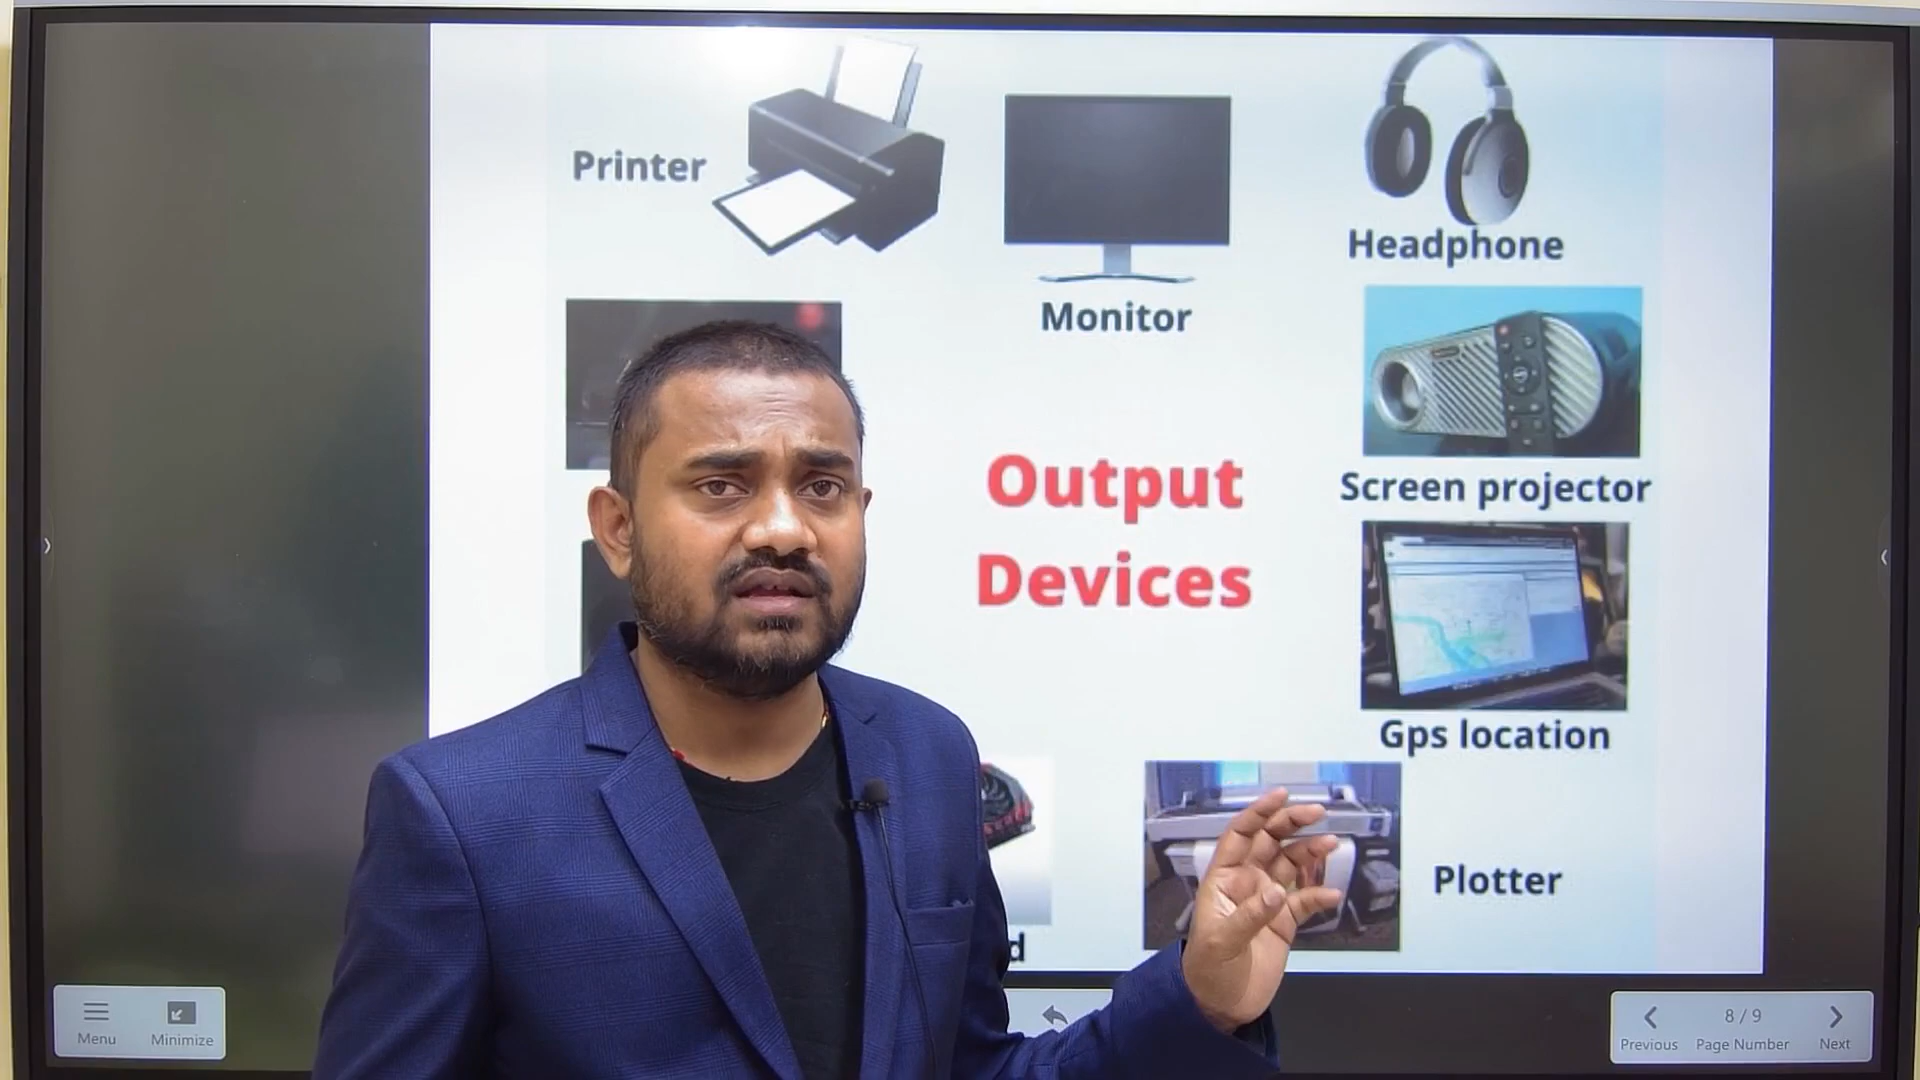 Printer
Monitor
Headphone
Output
Devices
Screen projector
Gps location
Plotter
d
Menu
Minimize
8 / 9
Previous
Page Number
Next